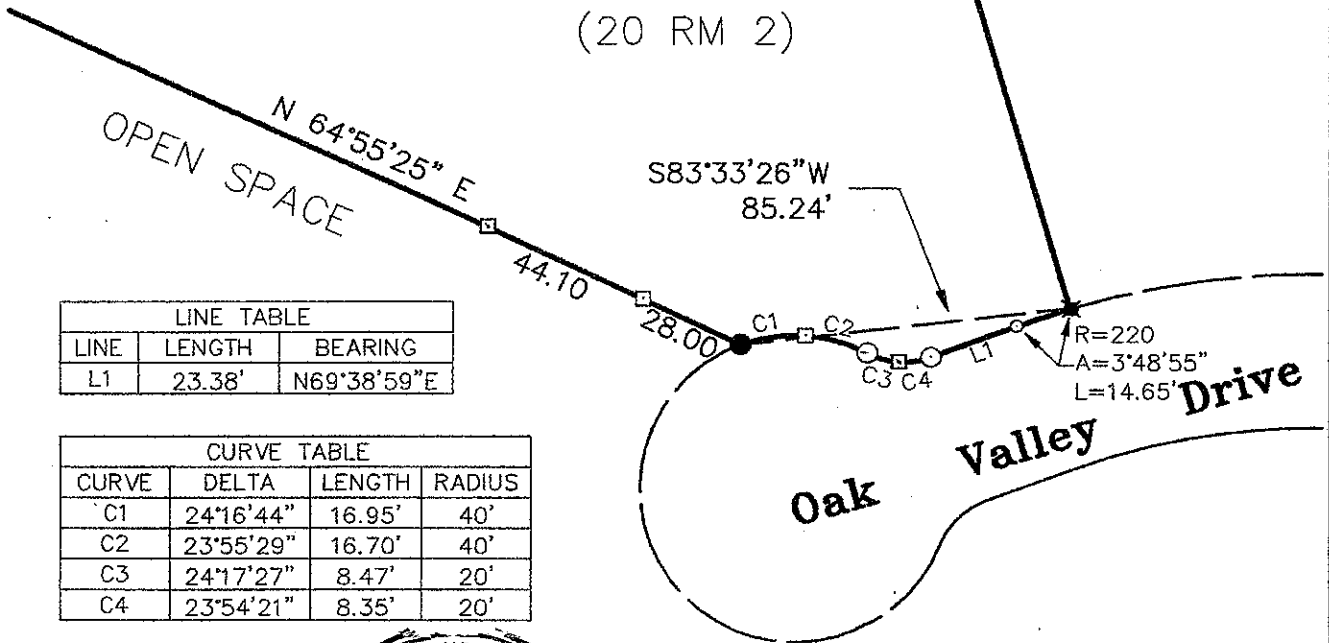 (20 RM 2)
N 64°55'25" E
OPEN SPACE
S83°33'26"W
85.24'
44.10
28.00
C1
C2
C3
C4
L1
R=220
A=3°48'55"
L=14.65'
Oak Valley Drive
LINE TABLE
LINE LENGTH BEARING
L1 23.38' N69°38'59"E
CURVE TABLE
CURVE DELTA LENGTH RADIUS
C1 24°16'44" 16.95' 40'
C2 23°55'29" 16.70' 40'
C3 24°17'27" 8.47' 20'
C4 23°54'21" 8.35' 20'